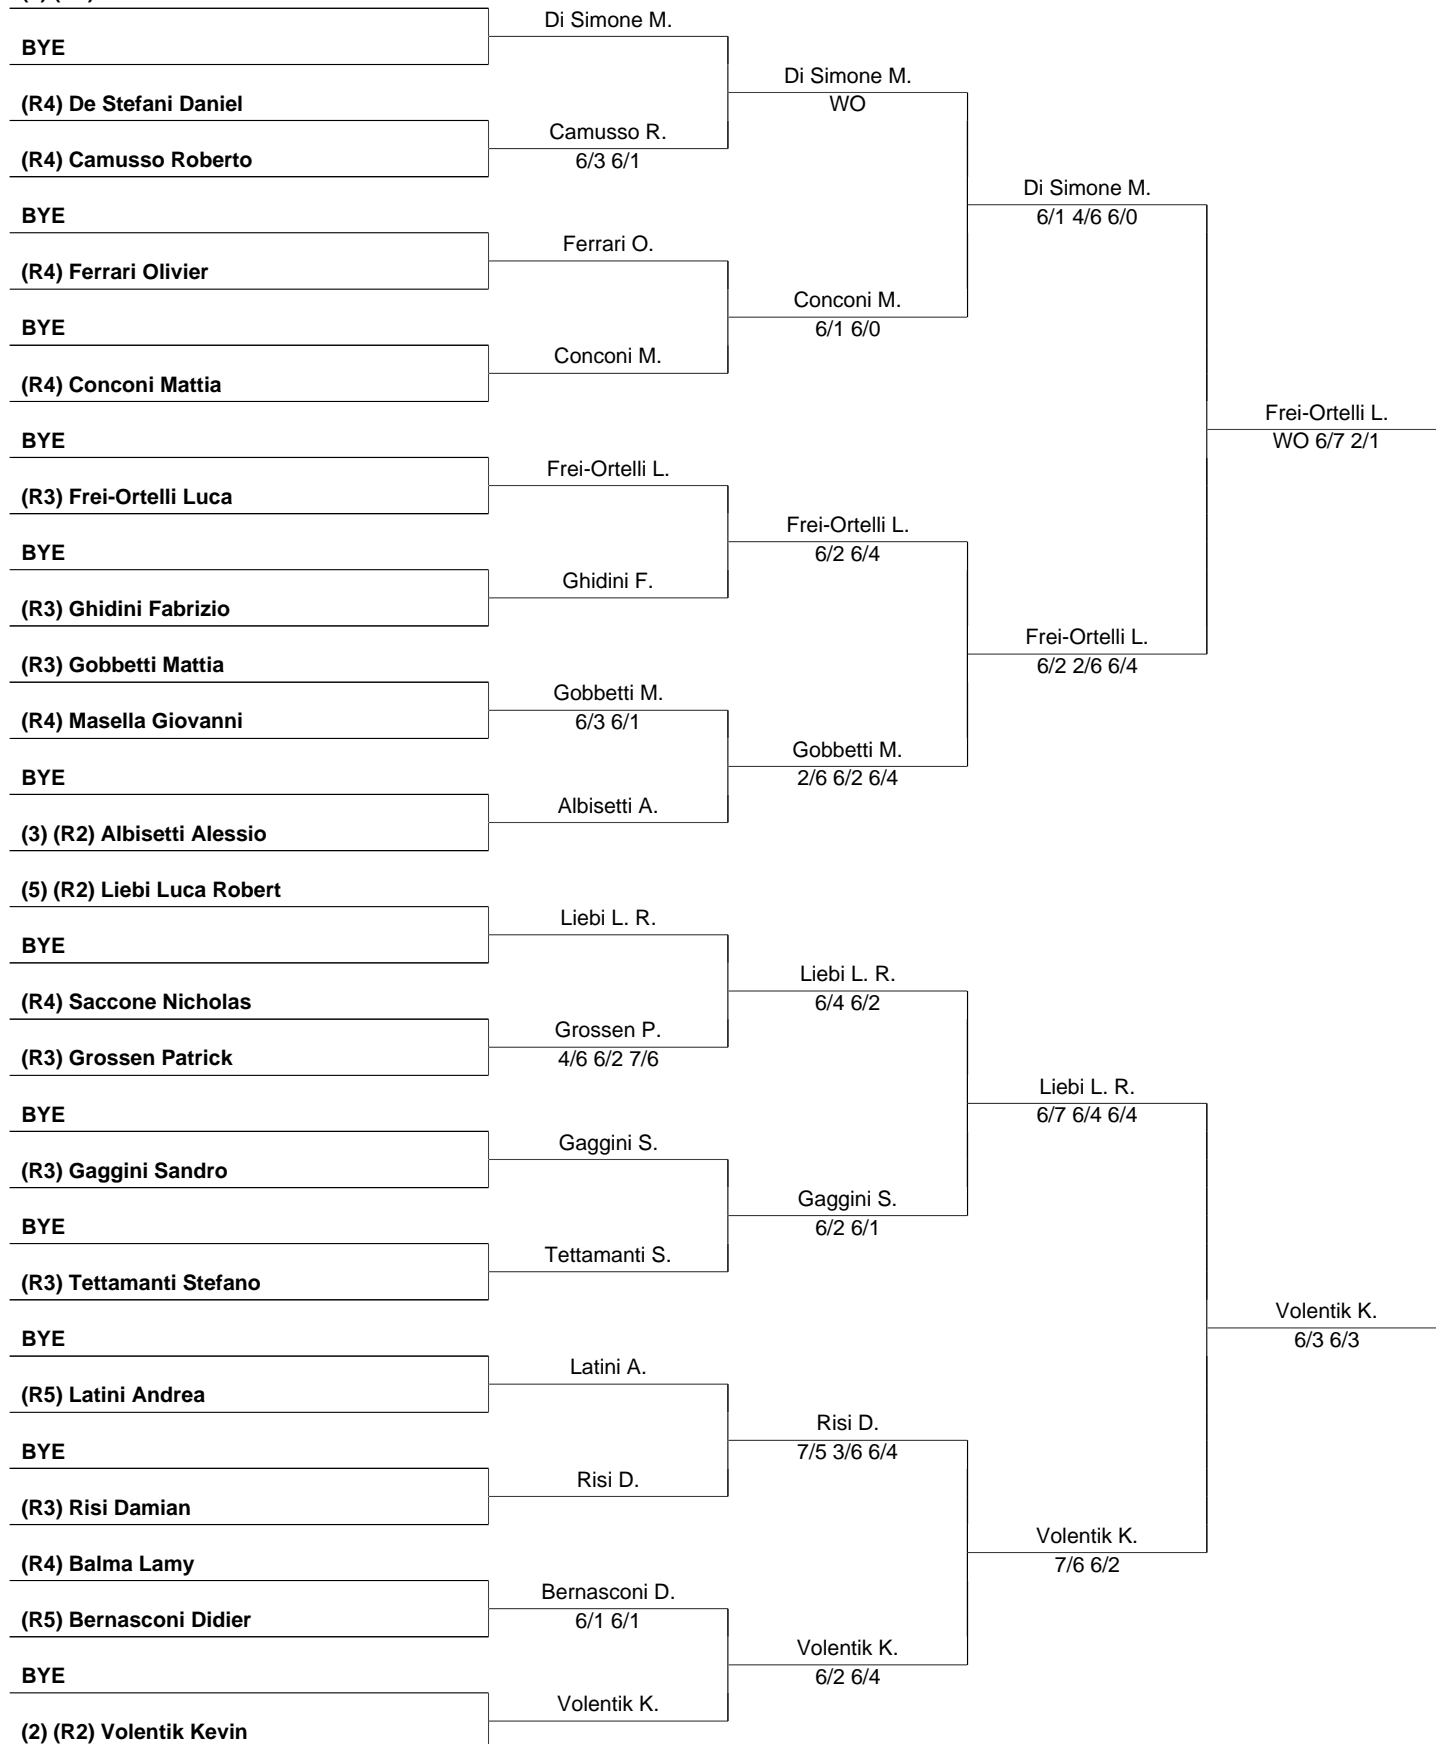 BYE
(R4) De Stefani Daniel
(R4) Camusso Roberto
BYE
(R4) Ferrari Olivier
BYE
(R4) Conconi Mattia
BYE
(R3) Frei-Ortelli Luca
BYE
(R3) Ghidini Fabrizio
(R3) Gobbetti Mattia
(R4) Masella Giovanni
BYE
(3) (R2) Albisetti Alessio
(5) (R2) Liebi Luca Robert
BYE
(R4) Saccone Nicholas
(R3) Grossen Patrick
BYE
(R3) Gaggini Sandro
BYE
(R3) Tettamanti Stefano
BYE
(R5) Latini Andrea
BYE
(R3) Risi Damian
(R4) Balma Lamy
(R5) Bernasconi Didier
BYE
(2) (R2) Volentik Kevin
Di Simone M.
Camusso R.
6/3 6/1
Ferrari O.
Conconi M.
Frei-Ortelli L.
Ghidini F.
Gobbetti M.
6/3 6/1
Albisetti A.
Liebi L. R.
Grossen P.
4/6 6/2 7/6
Gaggini S.
Tettamanti S.
Latini A.
Risi D.
Bernasconi D.
6/1 6/1
Volentik K.
Di Simone M.
WO
Conconi M.
6/1 6/0
Frei-Ortelli L.
6/2 6/4
Gobbetti M.
2/6 6/2 6/4
Liebi L. R.
6/4 6/2
Gaggini S.
6/2 6/1
Risi D.
7/5 3/6 6/4
Volentik K.
6/2 6/4
Di Simone M.
6/1 4/6 6/0
Frei-Ortelli L.
6/2 2/6 6/4
Liebi L. R.
6/7 6/4 6/4
Volentik K.
7/6 6/2
Frei-Ortelli L.
WO 6/7 2/1
Volentik K.
6/3 6/3